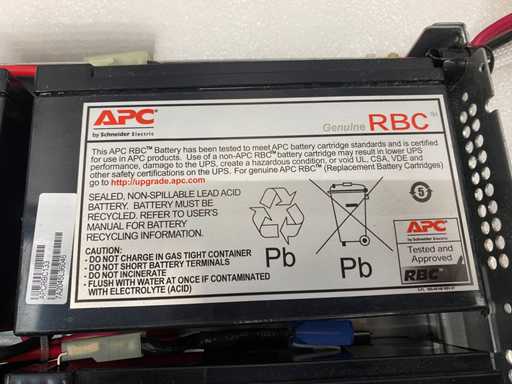 APC
by Schneider Electric
Genuine RBC™
This APC RBC™ Battery has been tested to meet APC battery cartridge standards and is certified
for use in APC products. Use of a non-APC RBC™ battery cartridge may result in lower UPS
performance, damage to the UPS, create a hazardous condition, or void UL, CSA, VDE and
other safety certifications on the UPS. For genuine APC RBC™ (Replacement Battery Cartridges)
go to http://upgrade.apc.com
SEALED, NON-SPILLABLE LEAD ACID
BATTERY. BATTERY MUST BE
RECYCLED. REFER TO USER'S
MANUAL FOR BATTERY
RECYCLING INFORMATION.
CAUTION:
- DO NOT CHARGE IN GAS TIGHT CONTAINER
- DO NOT SHORT BATTERY TERMINALS
- DO NOT INCINERATE
- FLUSH WITH WATER AT ONCE IF CONTAMINATED
WITH ELECTROLYTE (ACID)
Pb
Pb
5
APC
by Schneider Electric
Tested and
Approved
RBC™
APCRBC133